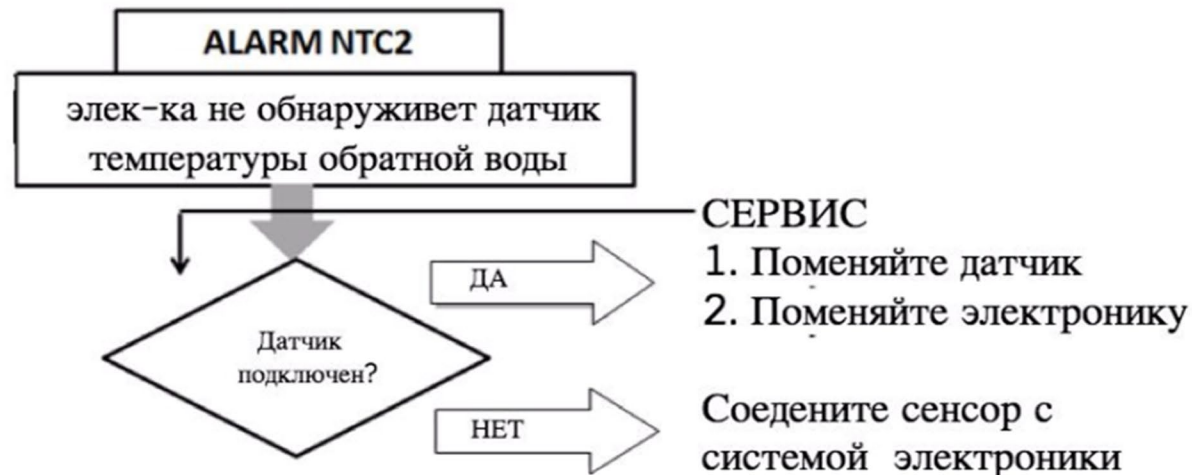 ALARM NTC2
элек-ка не обнаруживет датчик
температуры обратной воды
СЕРВИС
1. Поменяйте датчик
2. Поменяйте электронику
ДА
Датчик
подключен?
НЕТ
Соедените сенсор с
системой электроники